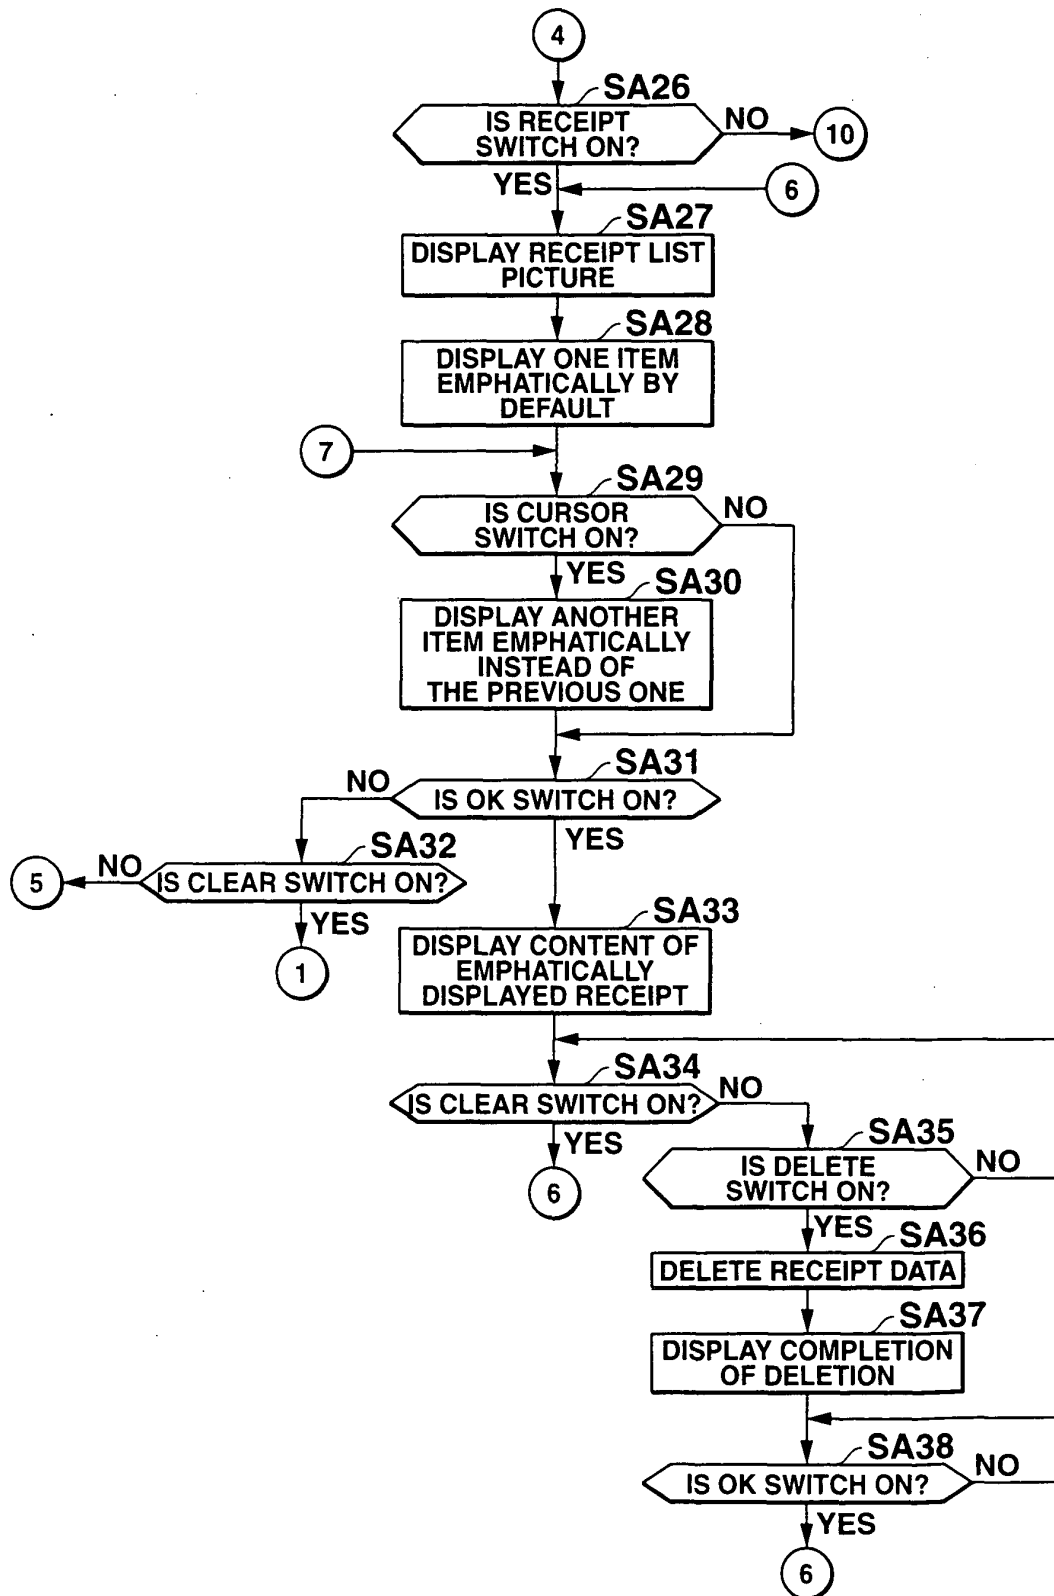 4
SA26
IS RECEIPT
SWITCH ON?
NO
10
YES
6
SA27
DISPLAY RECEIPT LIST
PICTURE
SA28
DISPLAY ONE ITEM
EMPHATICALLY BY
DEFAULT
7
SA29
IS CURSOR
SWITCH ON?
NO
YES
SA30
DISPLAY ANOTHER
ITEM EMPHATICALLY
INSTEAD OF
THE PREVIOUS ONE
SA31
NO
IS OK SWITCH ON?
YES
SA32
5
NO
IS CLEAR SWITCH ON?
YES
1
SA33
DISPLAY CONTENT OF
EMPHATICALLY
DISPLAYED RECEIPT
SA34
IS CLEAR SWITCH ON?
NO
YES
6
SA35
IS DELETE
SWITCH ON?
NO
YES
SA36
DELETE RECEIPT DATA
SA37
DISPLAY COMPLETION
OF DELETION
SA38
IS OK SWITCH ON?
NO
YES
6